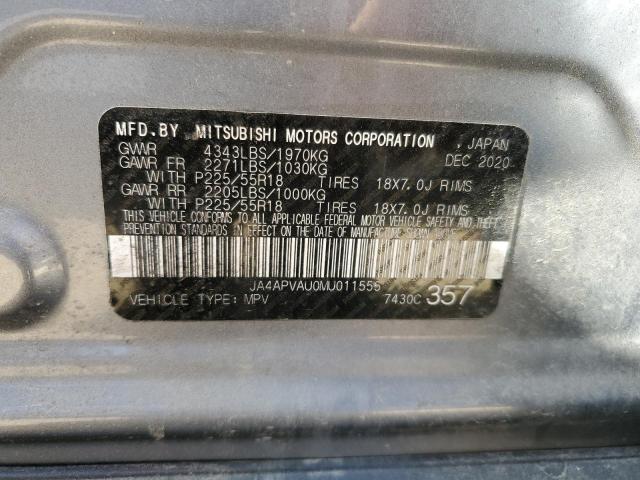 MFD.BY MITSUBISHI MOTORS CORPORATION , JAPAN
GVWR 4343LBS/1970KG DEC 2020
GAWR FR 2271LBS/1030KG
WITH P225/55R18 TIRES 18X7.0J RIMS
GAWR RR 2205LBS/1000KG
WITH P225/55R18 TIRES 18X7.0J RIMS
THIS VEHICLE CONFORMS TO ALL APPLICABLE FEDERAL MOTOR VEHICLE SAFETY AND THEFT
PREVENTION STANDARDS IN EFFECT ON THE DATE OF MANUFACTURE SHOWN ABOVE.
JA4APVAU0MU011555
VEHICLE TYPE: MPV 7430C 357